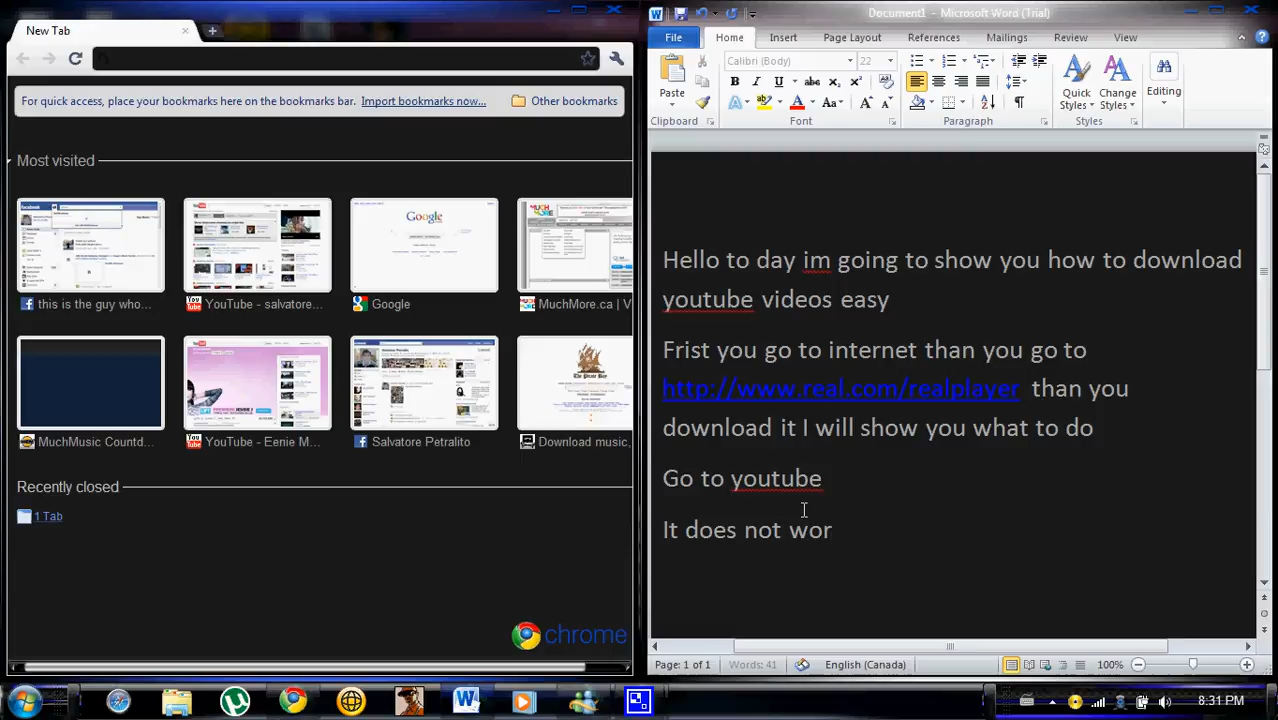 New Tab
For quick access, place your bookmarks here on the bookmarks bar. Import bookmarks now... Other bookmarks
Most visited
this is the guy who...
YouTube - salvatore...
Google
MuchMore.ca | V
MuchMusic Countd...
YouTube - Eenie M...
Salvatore Petralito
Download music,
Recently closed
1 Tab
chrome
Document1 - Microsoft Word (Trial)
File Home Insert Page Layout References Mailings Review View
Calibri (Body) 22
Paste
Quick Styles
Change Styles
Editing
Clipboard Font Paragraph Styles
Hello to day im going to show you how to download
youtube videos easy
Frist you go to internet than you go to
http://www.real.com/realplayer than you
download it I will show you what to do
Go to youtube
It does not wor
Page: 1 of 1 Words: 41 English (Canada) 100%
8:31 PM